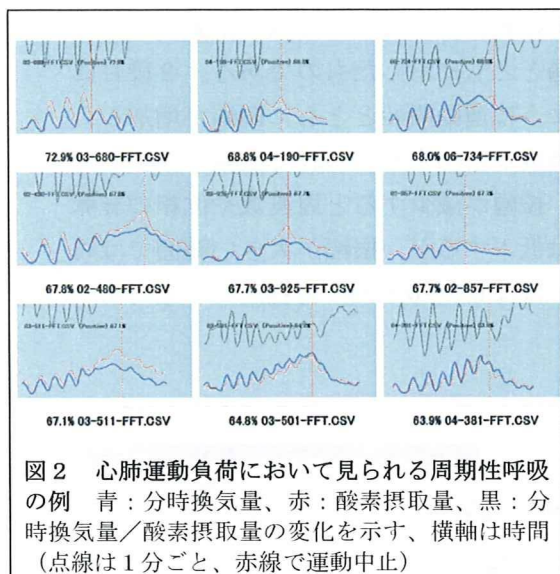 72.9% 03-680-FFT.CSV 68.8% 04-190-FFT.CSV 68.0% 06-734-FFT.CSV
67.8% 02-480-FFT.CSV 67.7% 03-925-FFT.CSV 67.7% 02-857-FFT.CSV
67.1% 03-511-FFT.CSV 64.8% 03-501-FFT.CSV 63.9% 04-381-FFT.CSV
図2 心肺運動負荷において見られる周期性呼吸
の例 青:分時換気量、赤:酸素摂取量、黒:分
時換気量/酸素摂取量の変化を示す、横軸は時間
(点線は1分ごと、赤線で運動中止)